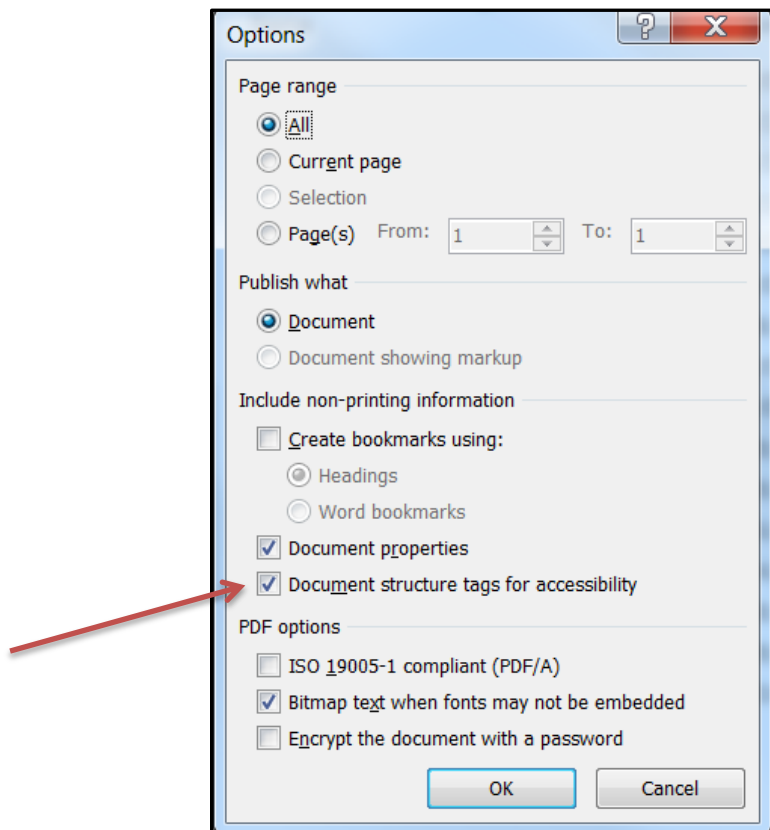 Options
Page range
All
Current page
Selection
Page(s) From: 1 To: 1
Publish what
Document
Document showing markup
Include non-printing information
Create bookmarks using:
Headings
Word bookmarks
Document properties
Document structure tags for accessibility
PDF options
ISO 19005-1 compliant (PDF/A)
Bitmap text when fonts may not be embedded
Encrypt the document with a password
OK Cancel